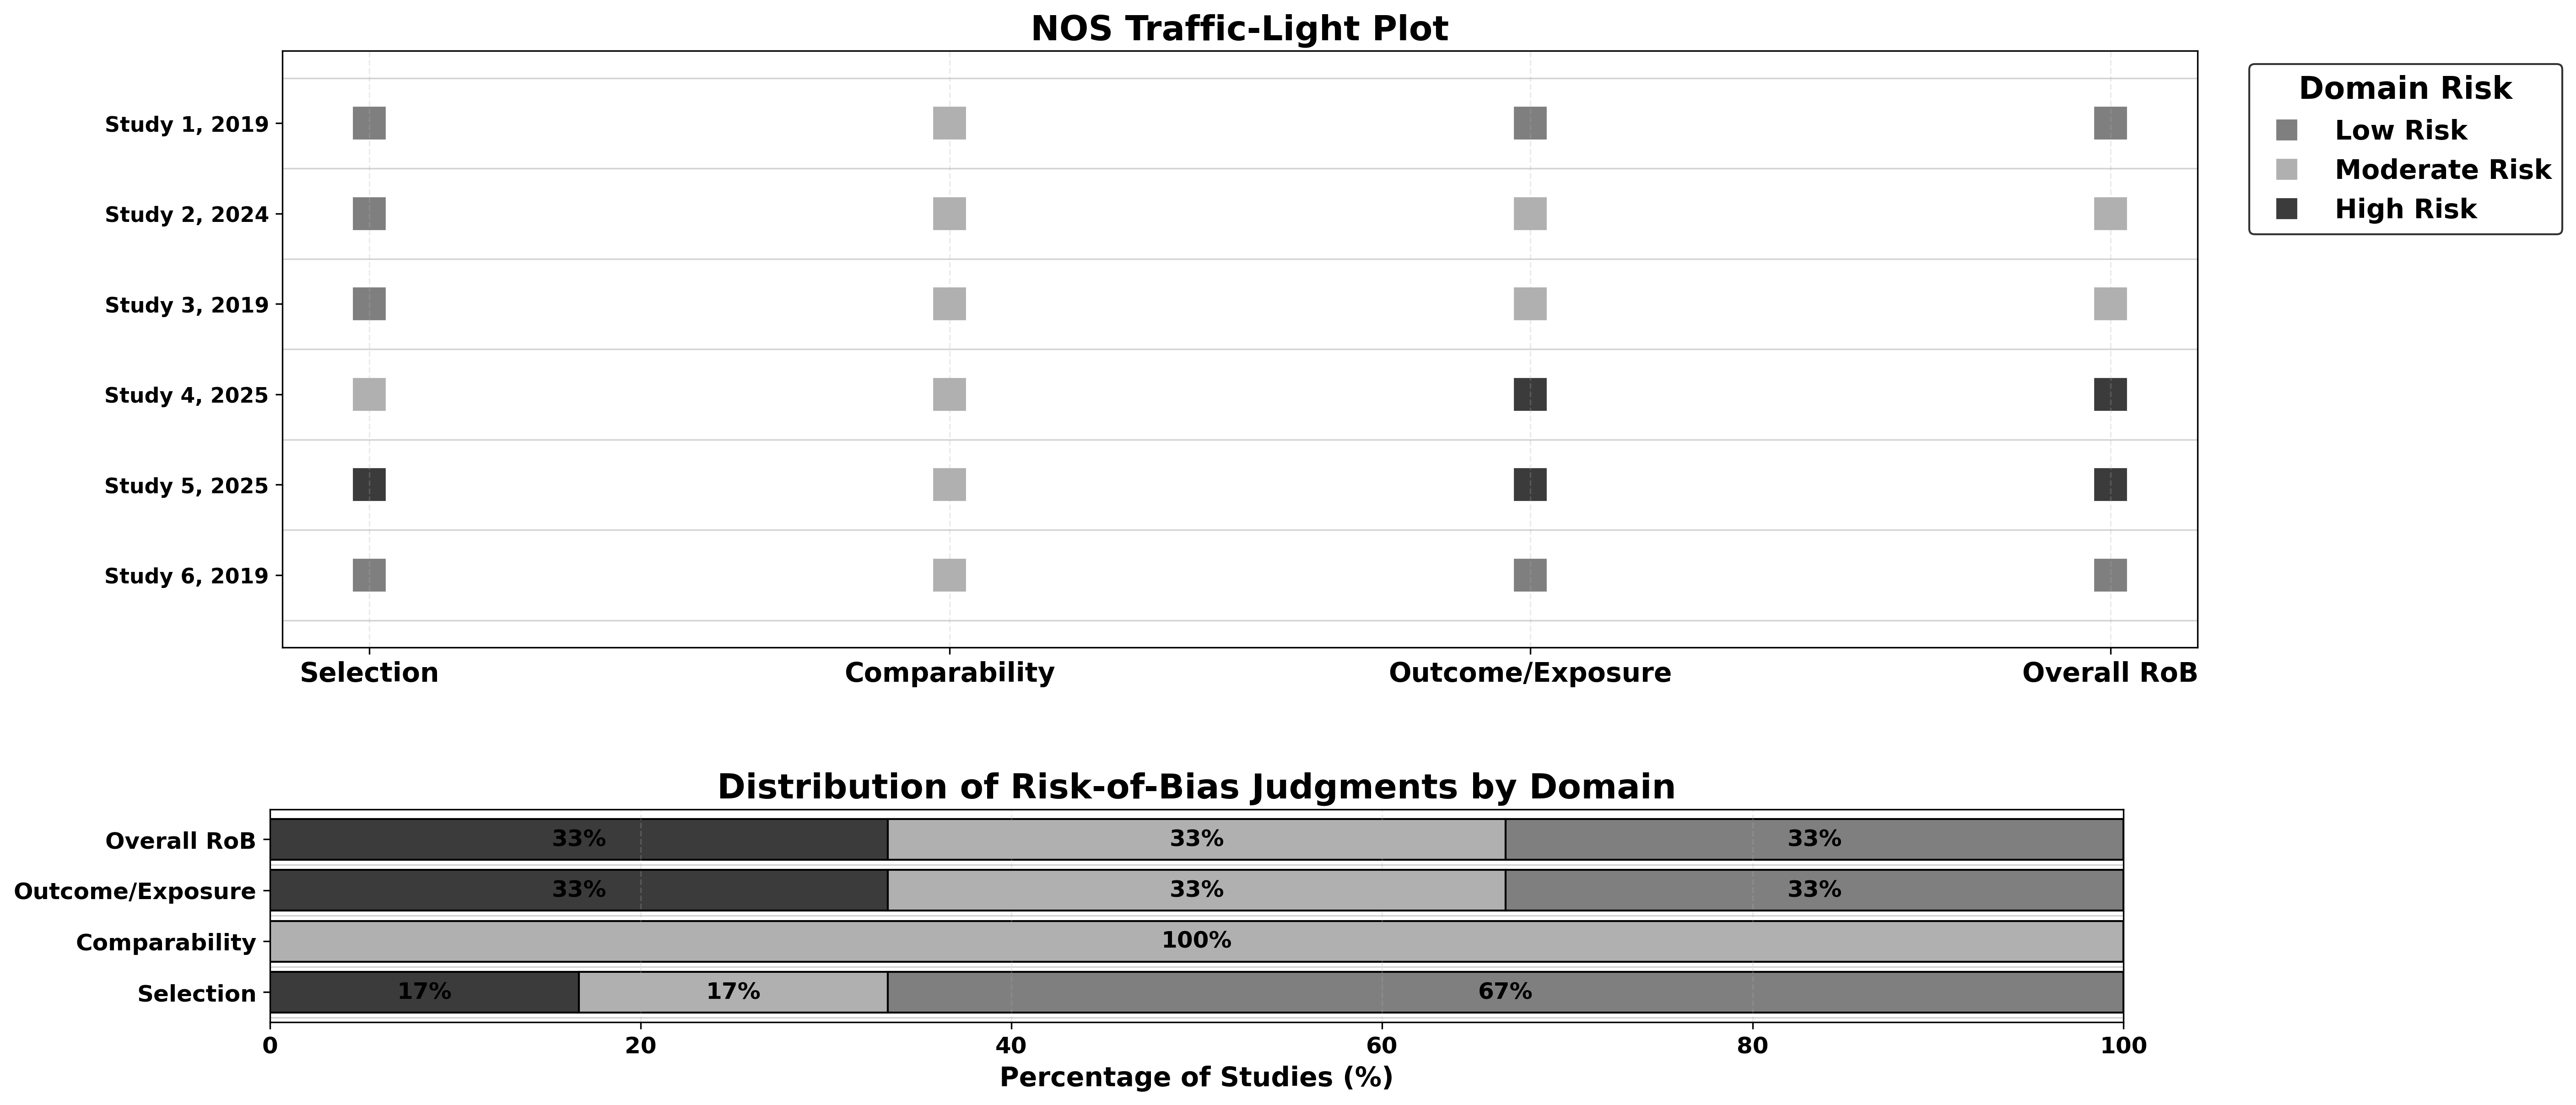 NOS Traffic-Light Plot
Domain Risk
Low Risk
Moderate Risk
High Risk
Study 1, 2019
Study 2, 2024
Study 3, 2019
Study 4, 2025
Study 5, 2025
Study 6, 2019
Selection Comparability Outcome/Exposure Overall RoB
Distribution of Risk-of-Bias Judgments by Domain
Overall RoB 33% 33% 33%
Outcome/Exposure 33% 33% 33%
Comparability 100%
Selection 17% 17% 67%
0 20 40 60 80 100
Percentage of Studies (%)